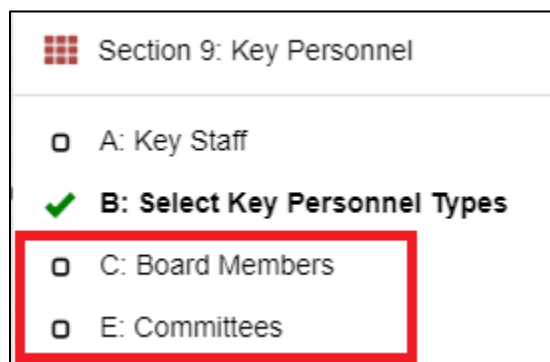 Section 9: Key Personnel
A: Key Staff
B: Select Key Personnel Types
C: Board Members
E: Committees